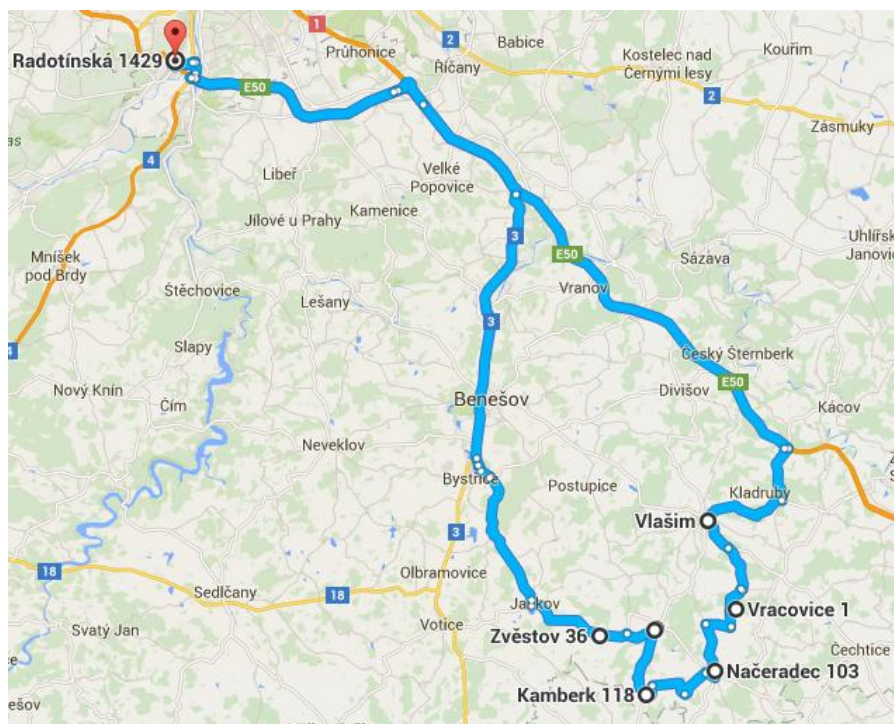 1
2
Babice
Kouřim
Průhonice
Kostelec nad
Černými lesy
Radotínská 1429
Říčany
E50
2
Zásmuky
4
Velké
Popovice
Libeř
Kamenice
Jílové u Prahy
3
Uhlířsk
Janovic
Mníšek
pod Brdy
E50
Sázava
Štěchovice
Lešany
Vranov
3
4
Slapy
Český Šternberk
Nový Knín
Čím
Benešov
Divišov
E50
Kácov
Neveklov
Bystřice
Postupice
Kladruby
Vlašim
3
18
Olbramovice
Sedlčany
18
Jankov
Vracovice 1
Svatý Jan
Votice
Zvěstov 36
Čechtice
Načeradec 103
Kamberk 118